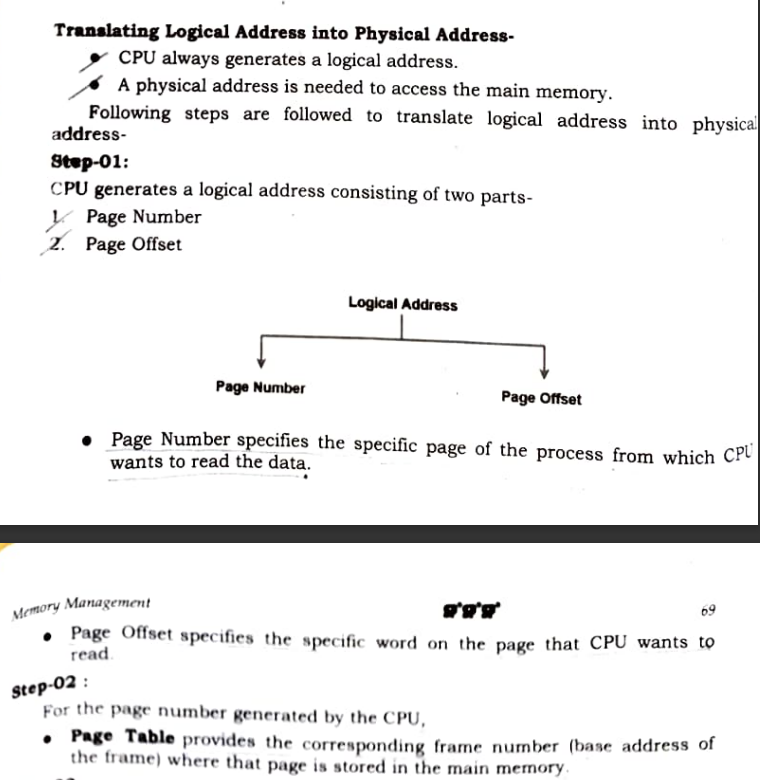 Translating Logical Address into Physical Address-
• CPU always generates a logical address.
• A physical address is needed to access the main memory.
Following steps are followed to translate logical address into physical
address-
Step-01:
CPU generates a logical address consisting of two parts-
1. Page Number
2. Page Offset
Logical Address
Page Number
Page Offset
• Page Number specifies the specific page of the process from which CPU
wants to read the data.
Memory Management
69
• Page Offset specifies the specific word on the page that CPU wants to
read.
Step-02 :
For the page number generated by the CPU,
• Page Table provides the corresponding frame number (base address of
the frame) where that page is stored in the main memory.